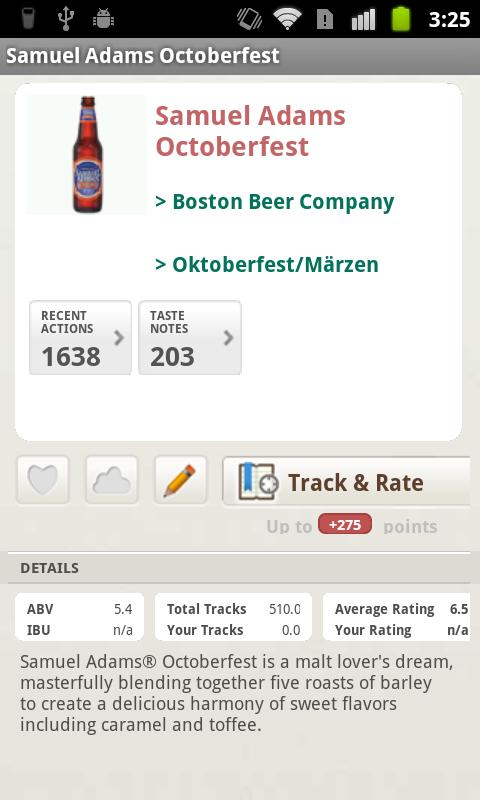 3:25
Samuel Adams Octoberfest
Samuel Adams
Octoberfest
> Boston Beer Company
> Oktoberfest/Märzen
RECENT
ACTIONS
1638
TASTE
NOTES
203
Track & Rate
Up to +275 points
DETAILS
ABV 5.4
IBU n/a
Total Tracks 510.0
Your Tracks 0.0
Average Rating 6.5
Your Rating n/a
Samuel Adams® Octoberfest is a malt lover's dream,
masterfully blending together five roasts of barley
to create a delicious harmony of sweet flavors
including caramel and toffee.